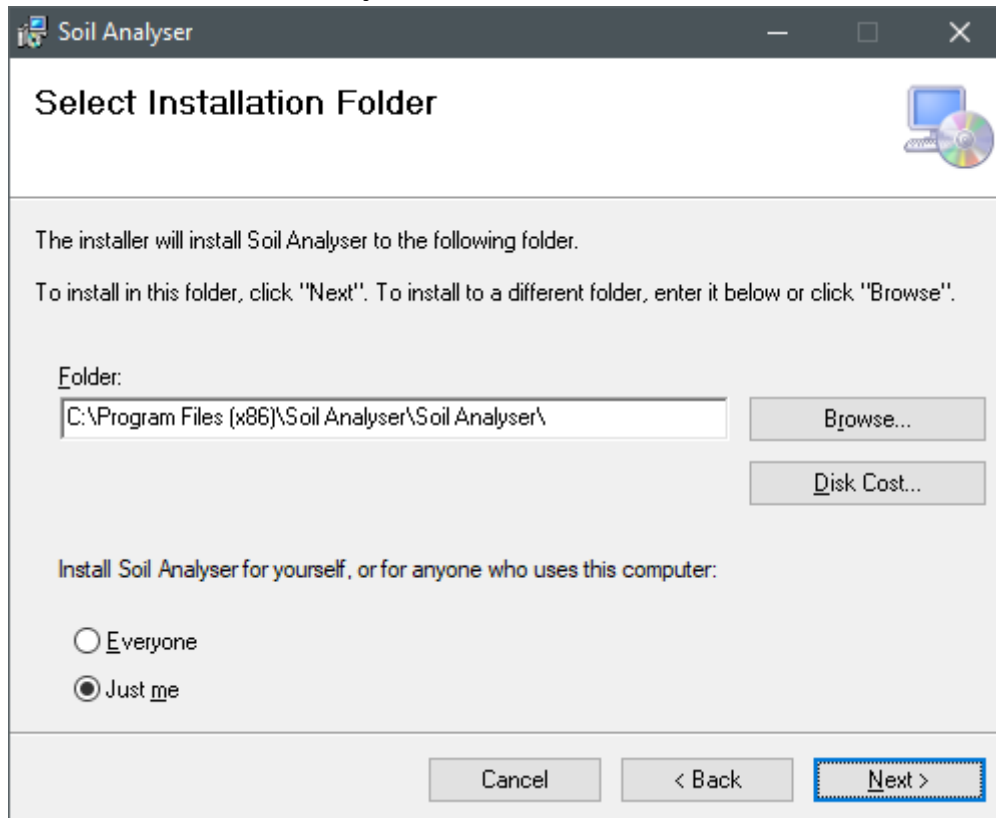 Soil Analyser
Select Installation Folder
The installer will install Soil Analyser to the following folder.
To install in this folder, click "Next". To install to a different folder, enter it below or click "Browse".
Folder:
C:\Program Files (x86)\Soil Analyser\Soil Analyser\
Browse...
Disk Cost...
Install Soil Analyser for yourself, or for anyone who uses this computer:
Everyone
Just me
Cancel
< Back
Next >